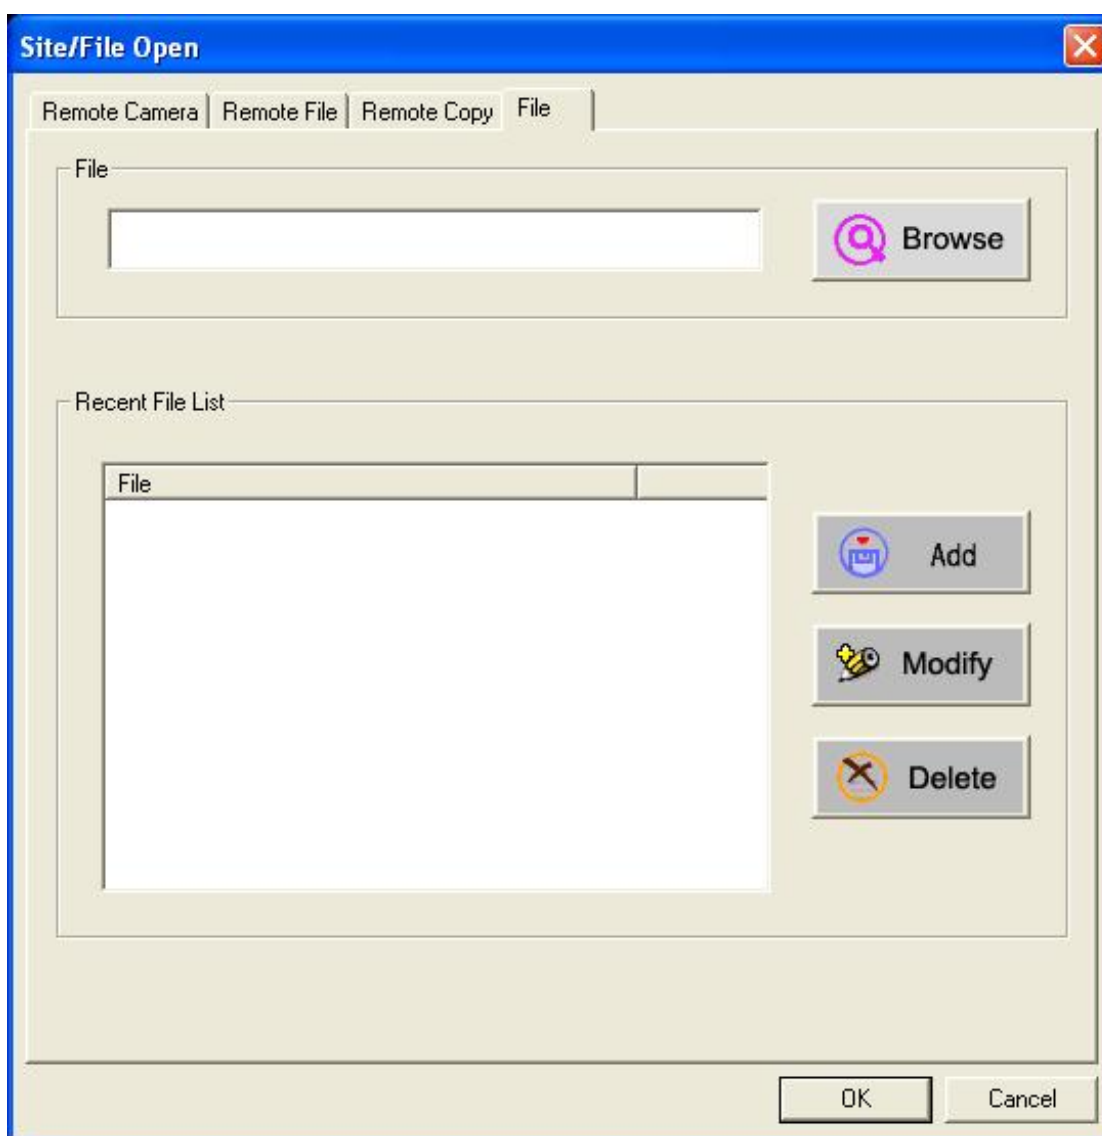 Site/File Open
Remote Camera Remote File Remote Copy File
File
Browse
Recent File List
File
Add
Modify
Delete
OK Cancel